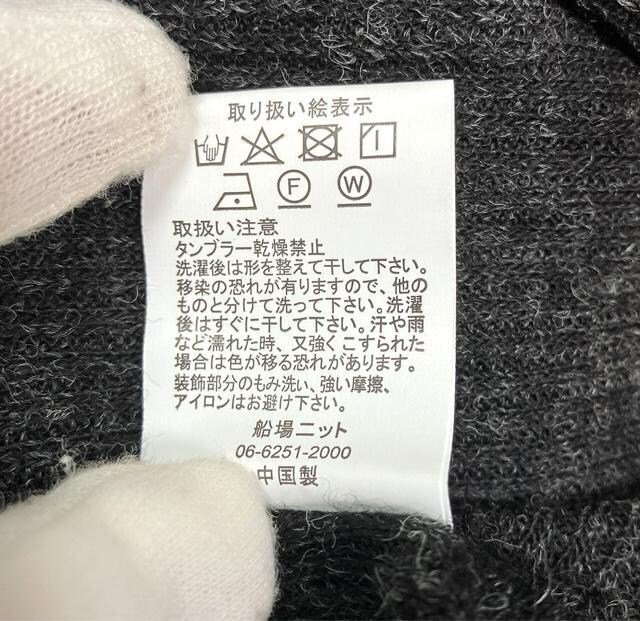 取り扱い絵表示
F W
取扱い注意
タンブラー乾燥禁止
洗濯後は形を整えて干して下さい。
移染の恐れが有りますので、他の
ものと分けて洗って下さい。洗濯
後はすぐに干して下さい。汗や雨
など濡れた時、又強くこすられた
場合は色が移る恐れがあります。
装飾部分のもみ洗い、強い摩擦、
アイロンはお避け下さい。
船場ニット
06-6251-2000
中国製